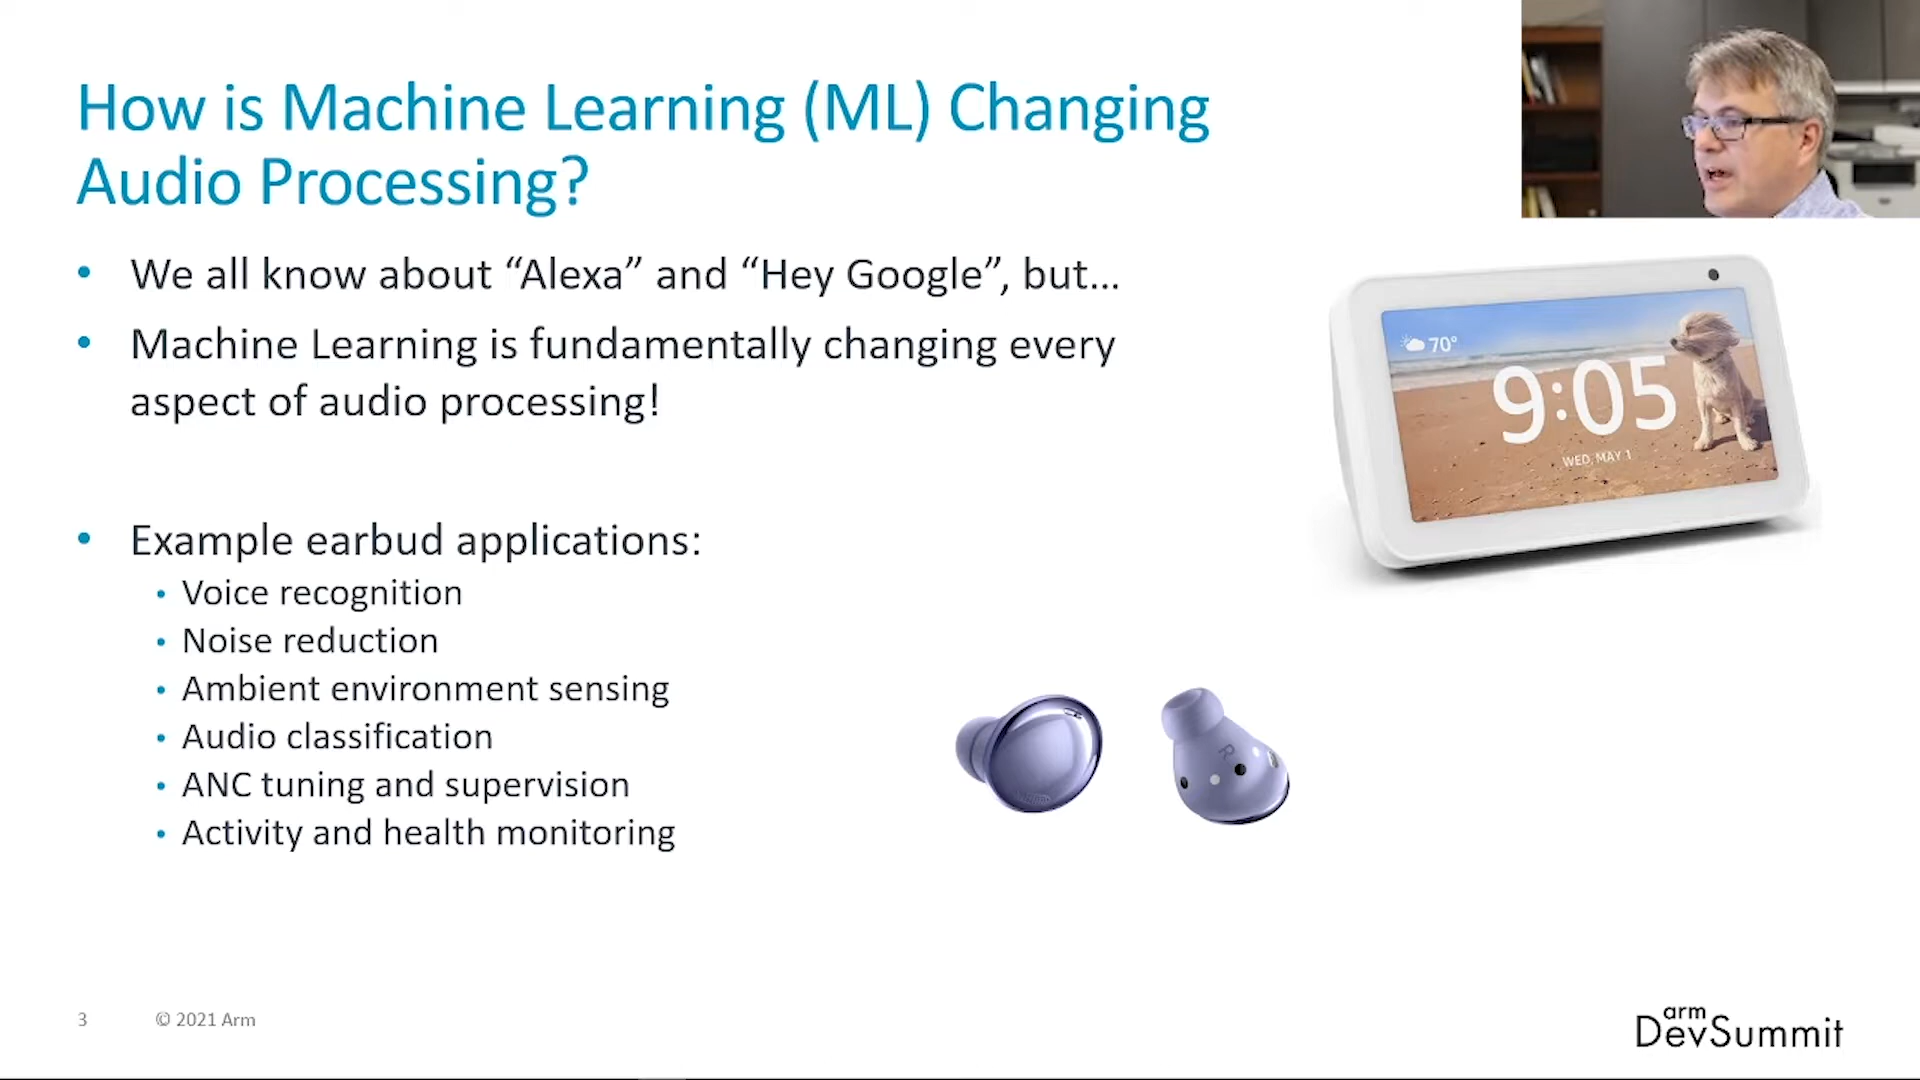 How is Machine Learning (ML) Changing
Audio Processing?
• We all know about “Alexa” and “Hey Google”, but...
• Machine Learning is fundamentally changing every
aspect of audio processing!
70°
9:05
WED, MAY 1
• Example earbud applications:
• Voice recognition
• Noise reduction
• Ambient environment sensing
• Audio classification
• ANC tuning and supervision
• Activity and health monitoring
R
3 © 2021 Arm
arm
DevSummit